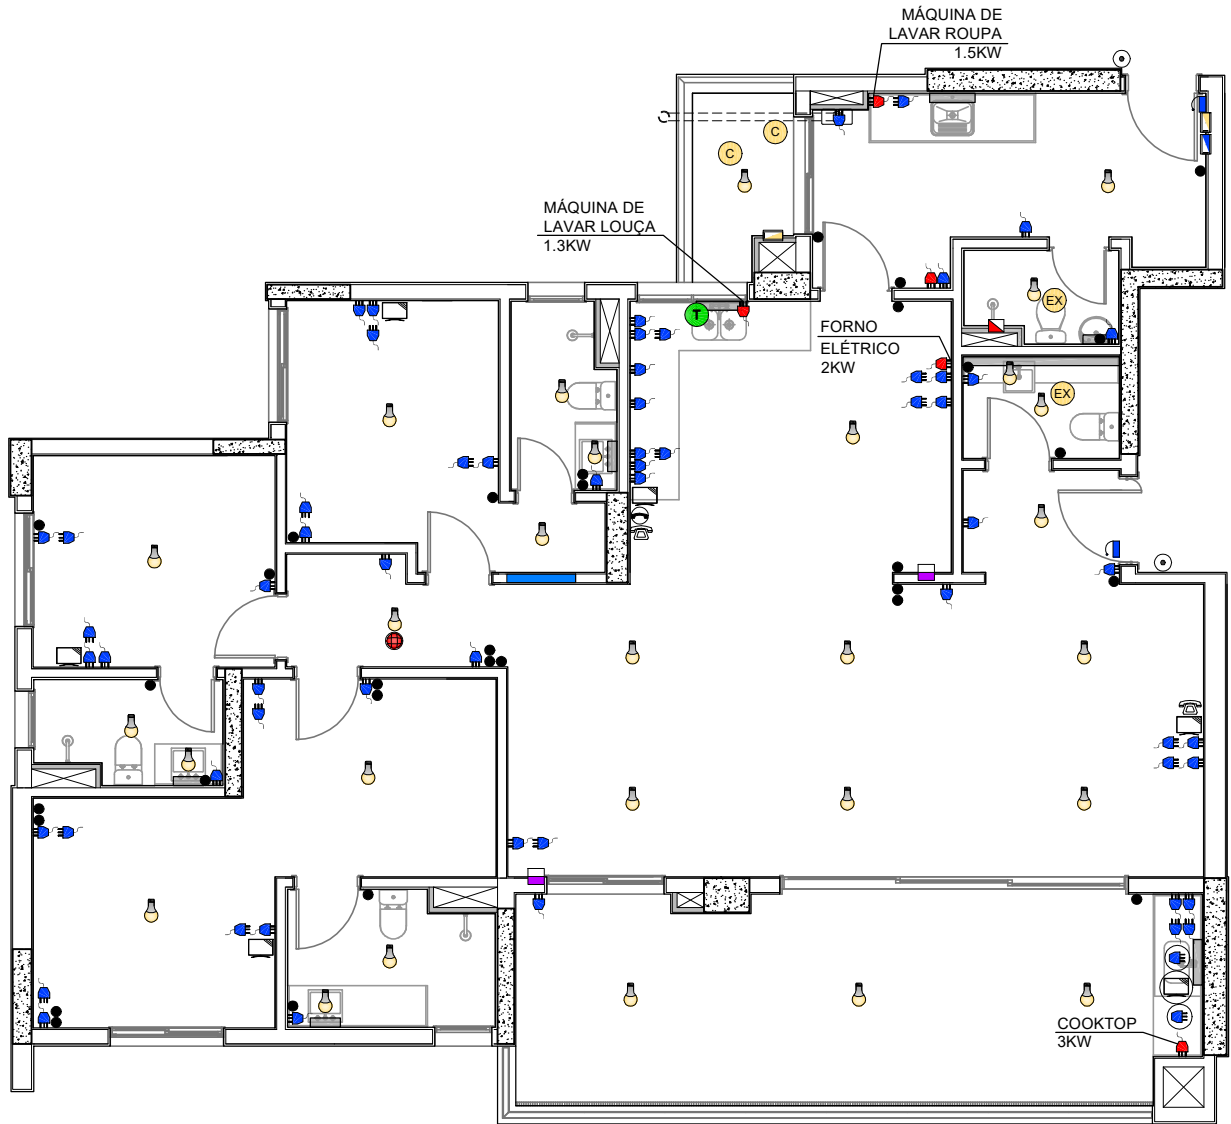 MÁQUINA DE
LAVAR ROUPA
1.5KW
C
C
MÁQUINA DE
LAVAR LOUÇA
1.3KW
EX
T
FORNO
ELÉTRICO
2KW
EX
COOKTOP
3KW